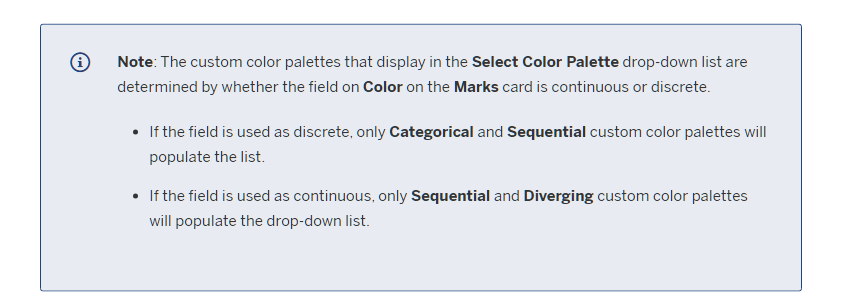 Note: The custom color palettes that display in the Select Color Palette drop-down list are
determined by whether the field on Color on the Marks card is continuous or discrete.
• If the field is used as discrete, only Categorical and Sequential custom color palettes will
populate the list.
• If the field is used as continuous, only Sequential and Diverging custom color palettes
will populate the drop-down list.